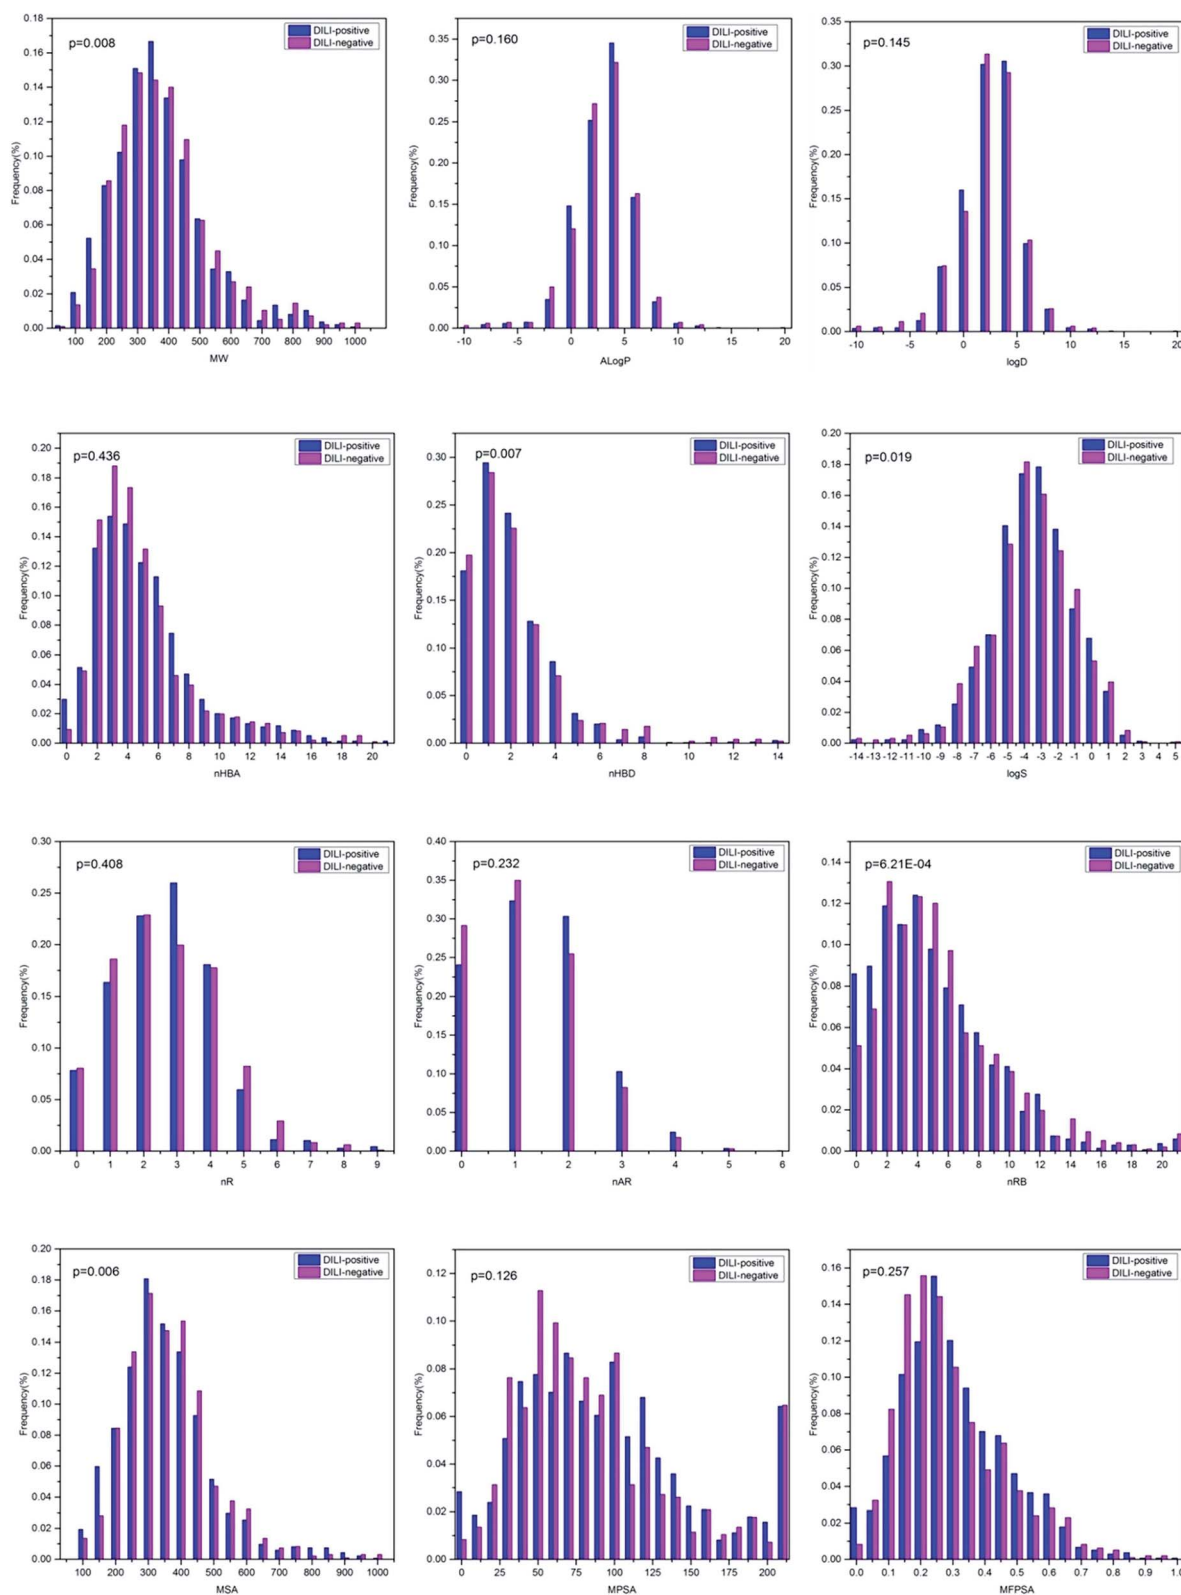 p=0.008
DILI-positive
DILI-negative
Frequency(%)
0.18
0.16
0.14
0.12
0.10
0.08
0.06
0.04
0.02
0.00
100 200 300 400 500 600 700 800 900 1000
MW
p=0.160
DILI-positive
DILI-negative
Frequency(%)
0.35
0.30
0.25
0.20
0.15
0.10
0.05
0.00
-10 -5 0 5 10 15 20
ALogP
p=0.145
DILI-positive
DILI-negative
Frequency(%)
0.35
0.30
0.25
0.20
0.15
0.10
0.05
0.00
-10 -5 0 5 10 15 20
logD
p=0.436
DILI-positive
DILI-negative
Frequency(%)
0.20
0.18
0.16
0.14
0.12
0.10
0.08
0.06
0.04
0.02
0.00
0 2 4 6 8 10 12 14 16 18 20
nHBA
p=0.007
DILI-positive
DILI-negative
Frequency(%)
0.30
0.25
0.20
0.15
0.10
0.05
0.00
0 2 4 6 8 10 12 14
nHBD
p=0.019
DILI-positive
DILI-negative
Frequency(%)
0.20
0.18
0.16
0.14
0.12
0.10
0.08
0.06
0.04
0.02
0.00
-14 -13 -12 -11 -10 -9 -8 -7 -6 -5 -4 -3 -2 -1 0 1 2 3 4 5
logS
p=0.408
DILI-positive
DILI-negative
Frequency(%)
0.30
0.25
0.20
0.15
0.10
0.05
0.00
0 1 2 3 4 5 6 7 8 9
nR
p=0.232
DILI-positive
DILI-negative
Frequency(%)
0.40
0.35
0.30
0.25
0.20
0.15
0.10
0.05
0.00
0 1 2 3 4 5 6
nAR
p=6.21E-04
DILI-positive
DILI-negative
Frequency(%)
0.14
0.12
0.10
0.08
0.06
0.04
0.02
0.00
0 2 4 6 8 10 12 14 16 18 20
nRB
p=0.006
DILI-positive
DILI-negative
Frequency(%)
0.20
0.18
0.16
0.14
0.12
0.10
0.08
0.06
0.04
0.02
0.00
100 200 300 400 500 600 700 800 900 1000
MSA
p=0.126
DILI-positive
DILI-negative
Frequency(%)
0.12
0.10
0.08
0.06
0.04
0.02
0.00
0 25 50 75 100 125 150 175 200
MPSA
p=0.257
DILI-positive
DILI-negative
Frequency(%)
0.16
0.14
0.12
0.10
0.08
0.06
0.04
0.02
0.00
0.0 0.1 0.2 0.3 0.4 0.5 0.6 0.7 0.8 0.9 1.0
MFPSA